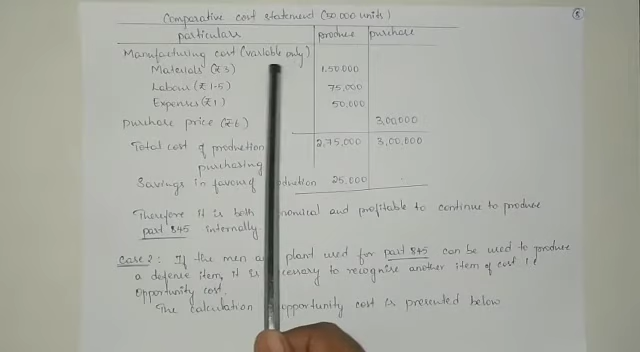 Comparative cost statement (50,000 units)
8
particulars produce purchase
Manufacturing cost (variable only)
Materials (₹3) 1,50,000
Labour (₹1.5) 75,000
Expenses (₹1) 50,000
purchase price (₹6) 3,00,000
Total cost of production 2,75,000 3,00,000
purchasing
Savings in favour of 25,000
Therefore it is both and profitable to continue to produce
part 845 internally.
Case 2: If the men plant used for part 845 can be used to produce
a defense item, it is to recognise another item of cost i.e
opportunity cost.
The calculation opportunity cost is presented below